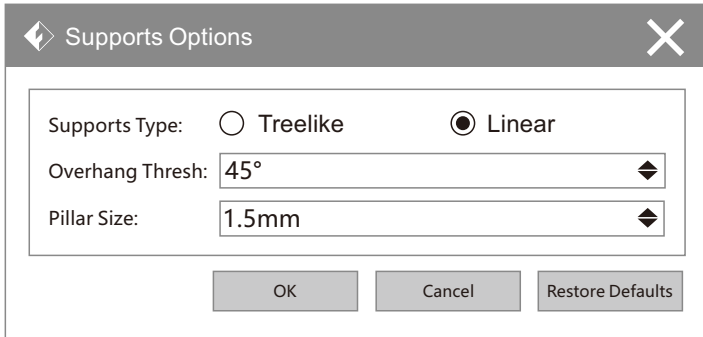 Supports Options
Supports Type: Treelike Linear
Overhang Thresh: 45°
Pillar Size: 1.5mm
OK Cancel Restore Defaults